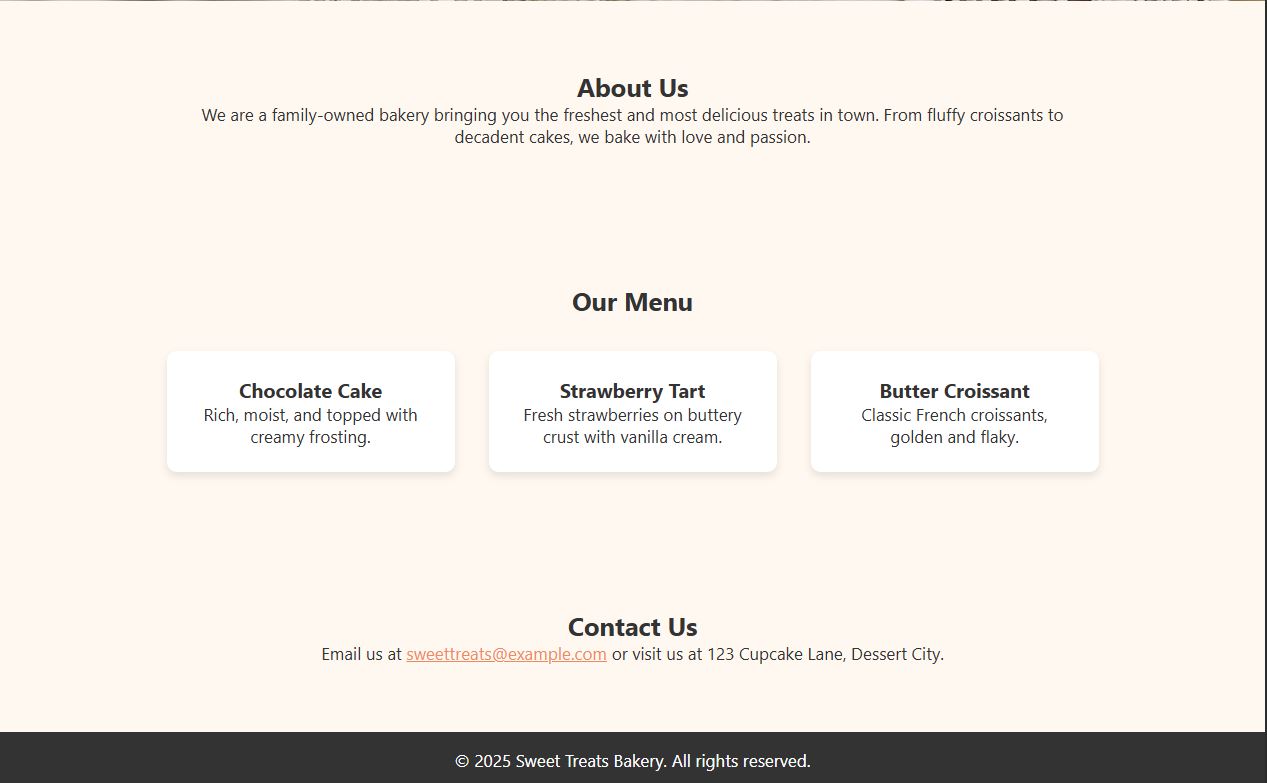 About Us
We are a family-owned bakery bringing you the freshest and most delicious treats in town. From fluffy croissants to
decadent cakes, we bake with love and passion.
Our Menu
Chocolate Cake
Rich, moist, and topped with
creamy frosting.
Strawberry Tart
Fresh strawberries on buttery
crust with vanilla cream.
Butter Croissant
Classic French croissants,
golden and flaky.
Contact Us
Email us at sweettreats@example.com or visit us at 123 Cupcake Lane, Dessert City.
© 2025 Sweet Treats Bakery. All rights reserved.